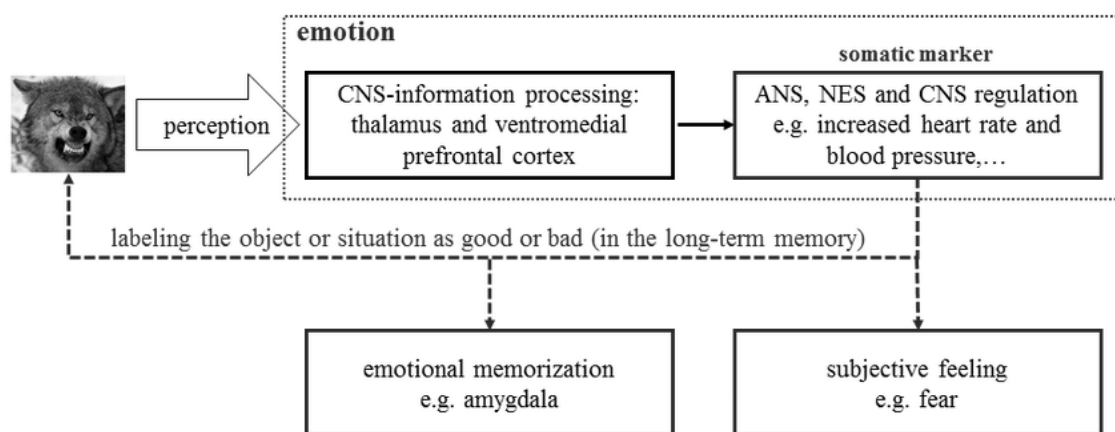 emotion
somatic marker
perception
CNS-information processing:
thalamus and ventromedial
prefrontal cortex
ANS, NES and CNS regulation
e.g. increased heart rate and
blood pressure,…
labeling the object or situation as good or bad (in the long-term memory)
emotional memorization
e.g. amygdala
subjective feeling
e.g. fear